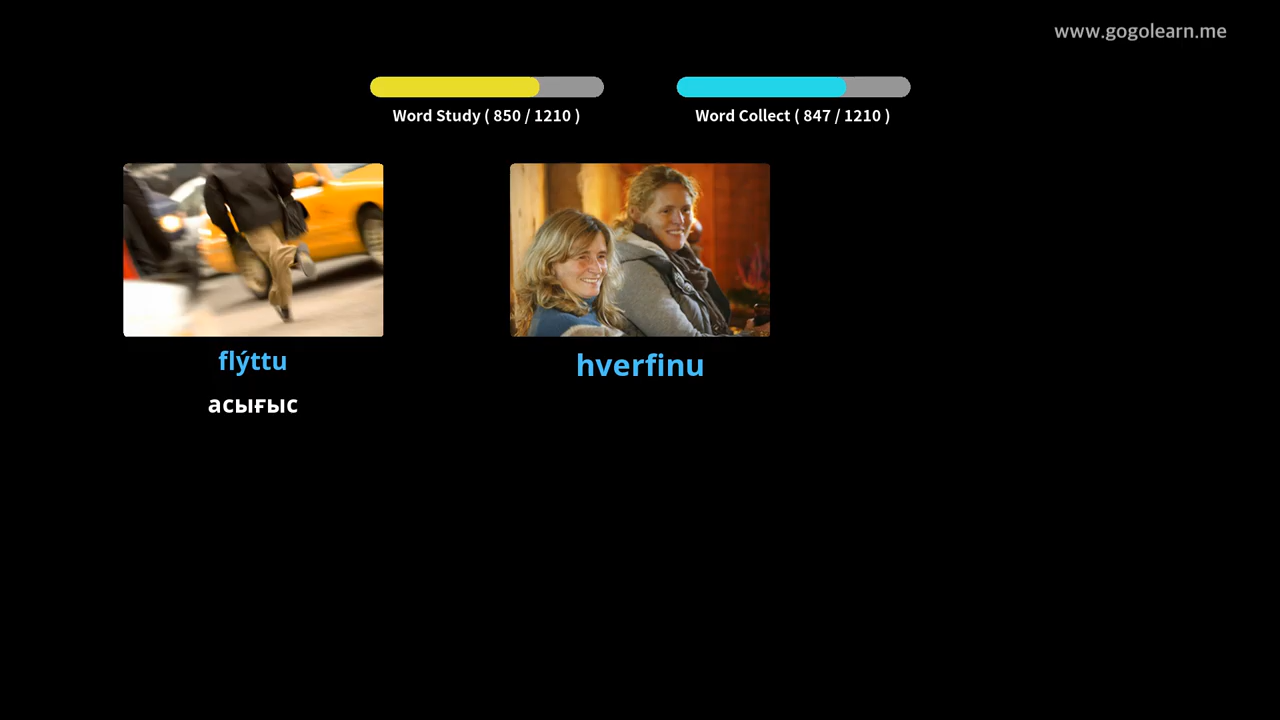 www.gogolearn.me
Word Study ( 850 / 1210 )
Word Collect ( 847 / 1210 )
flýttu
hverfinu
асығыс